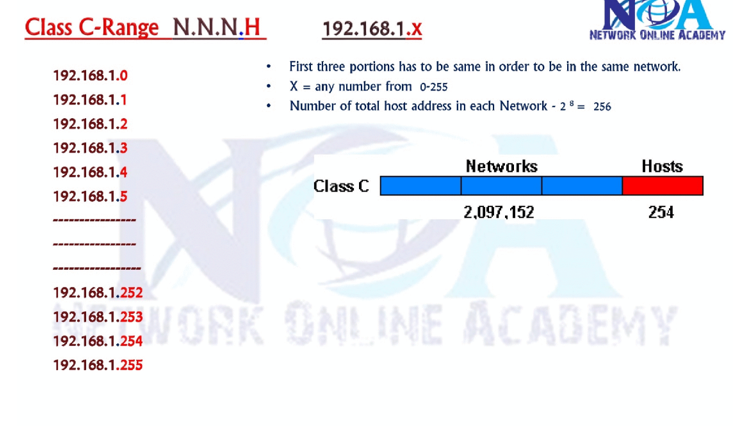 Class C-Range N.N.N.H 192.168.1.X
NOA
NETWORK ONLINE ACADEMY
• First three portions has to be same in order to be in the same network.
• X = any number from 0-255
• Number of total host address in each Network - 2 8 = 256
192.168.1.0
192.168.1.1
192.168.1.2
192.168.1.3
192.168.1.4
192.168.1.5
----------------
----------------
-----------------
192.168.1.252
192.168.1.253
192.168.1.254
192.168.1.255
Networks Hosts
Class C
2,097,152 254
NETWORK ONLINE ACADEMY